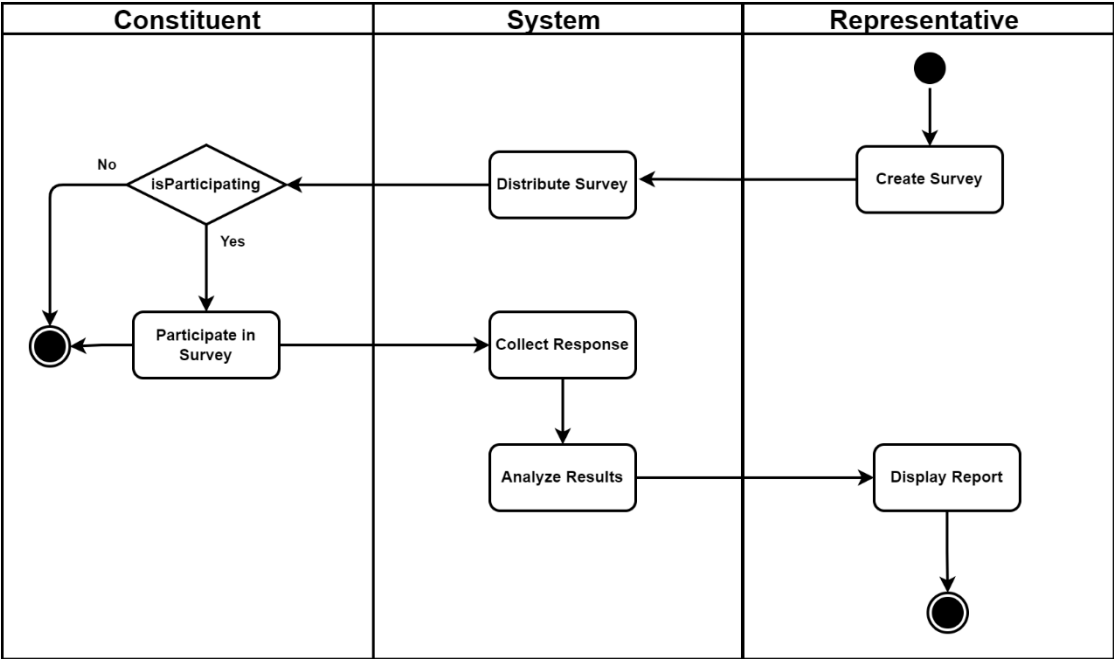 Constituent
System
Representative
No
isParticipating
Distribute Survey
Create Survey
Yes
Participate in
Survey
Collect Response
Analyze Results
Display Report